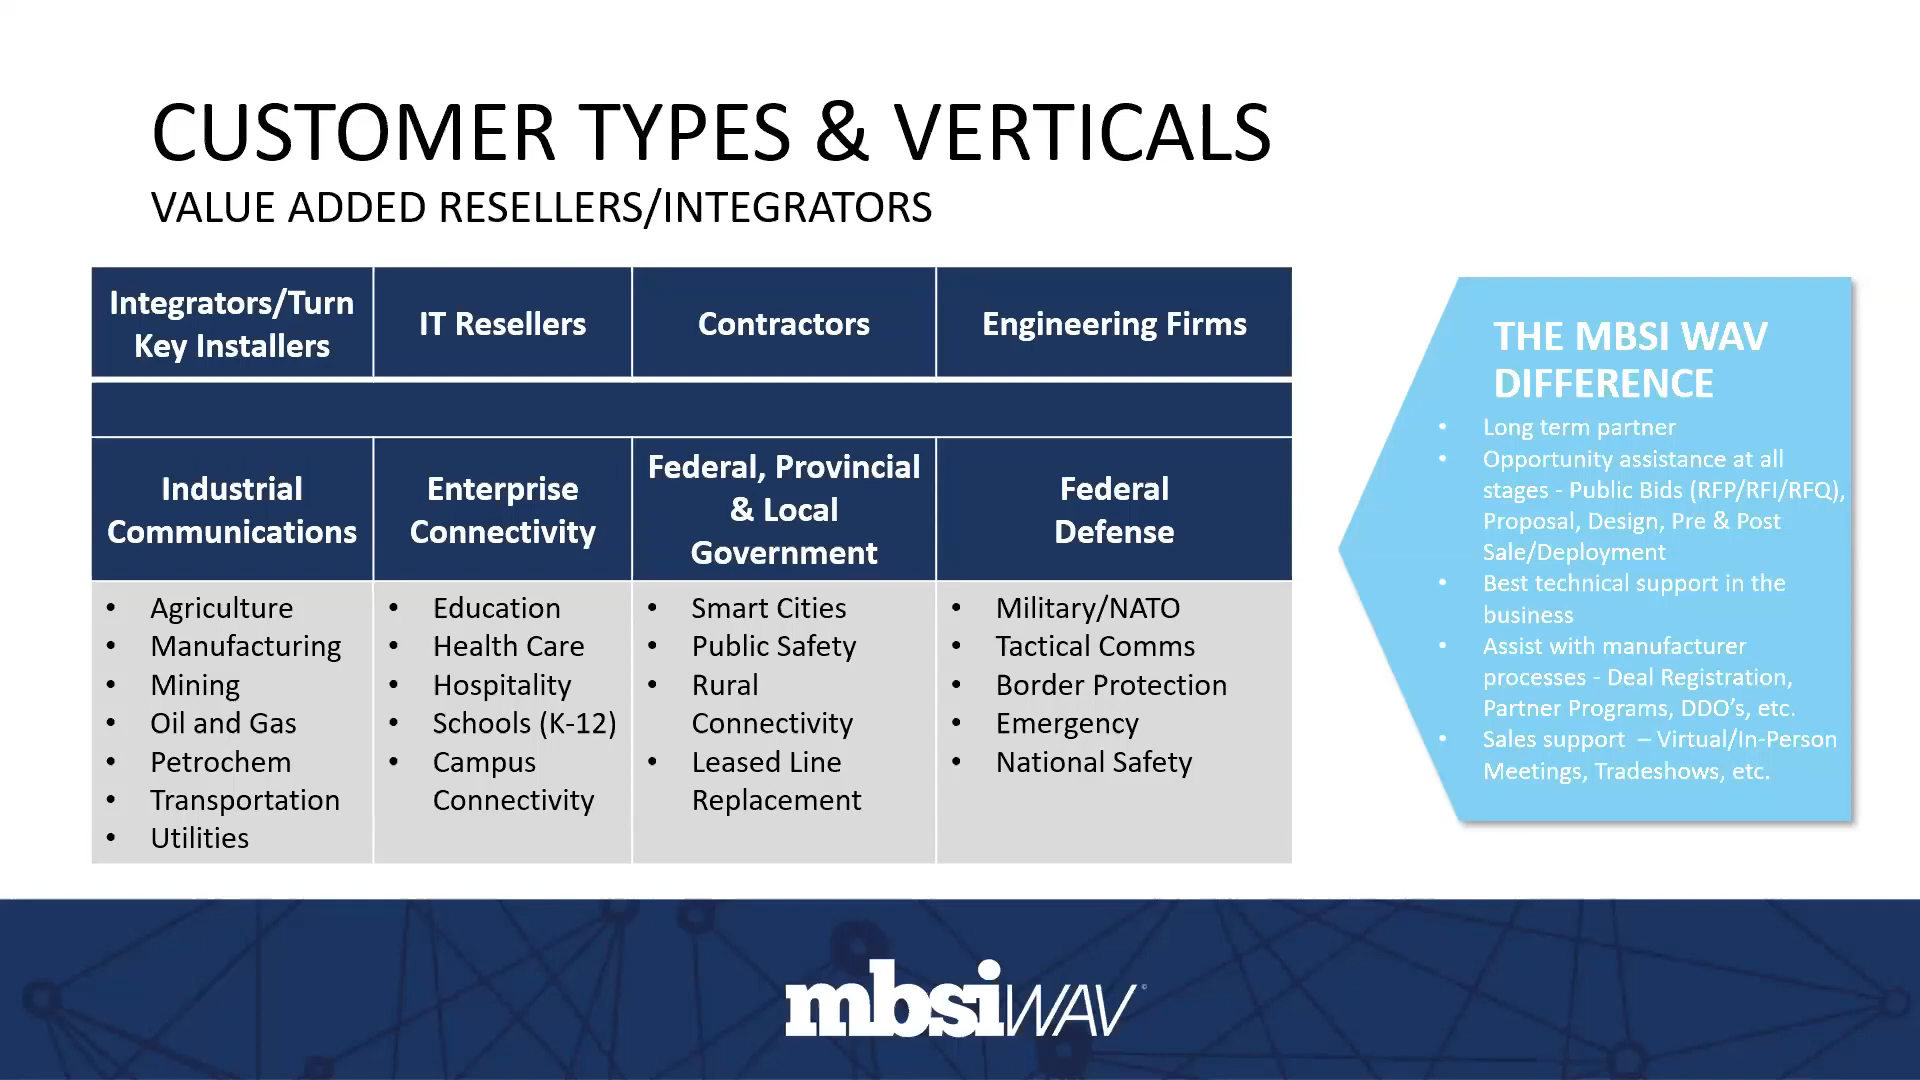 CUSTOMER TYPES & VERTICALS
VALUE ADDED RESELLERS/INTEGRATORS
Integrators/Turn
Key Installers
IT Resellers
Contractors
Engineering Firms
Industrial
Communications
Enterprise
Connectivity
Federal, Provincial
& Local
Government
Federal
Defense
• Agriculture
• Manufacturing
• Mining
• Oil and Gas
• Petrochem
• Transportation
• Utilities
• Education
• Health Care
• Hospitality
• Schools (K-12)
• Campus
Connectivity
• Smart Cities
• Public Safety
• Rural
Connectivity
• Leased Line
Replacement
• Military/NATO
• Tactical Comms
• Border Protection
• Emergency
• National Safety
THE MBSI WAV
DIFFERENCE
• Long term partner
• Opportunity assistance at all
stages - Public Bids (RFP/RFI/RFQ),
Proposal, Design, Pre & Post
Sale/Deployment
• Best technical support in the
business
• Assist with manufacturer
processes - Deal Registration,
Partner Programs, DDO’s, etc.
• Sales support – Virtual/In-Person
Meetings, Tradeshows, etc.
mbsiWAV